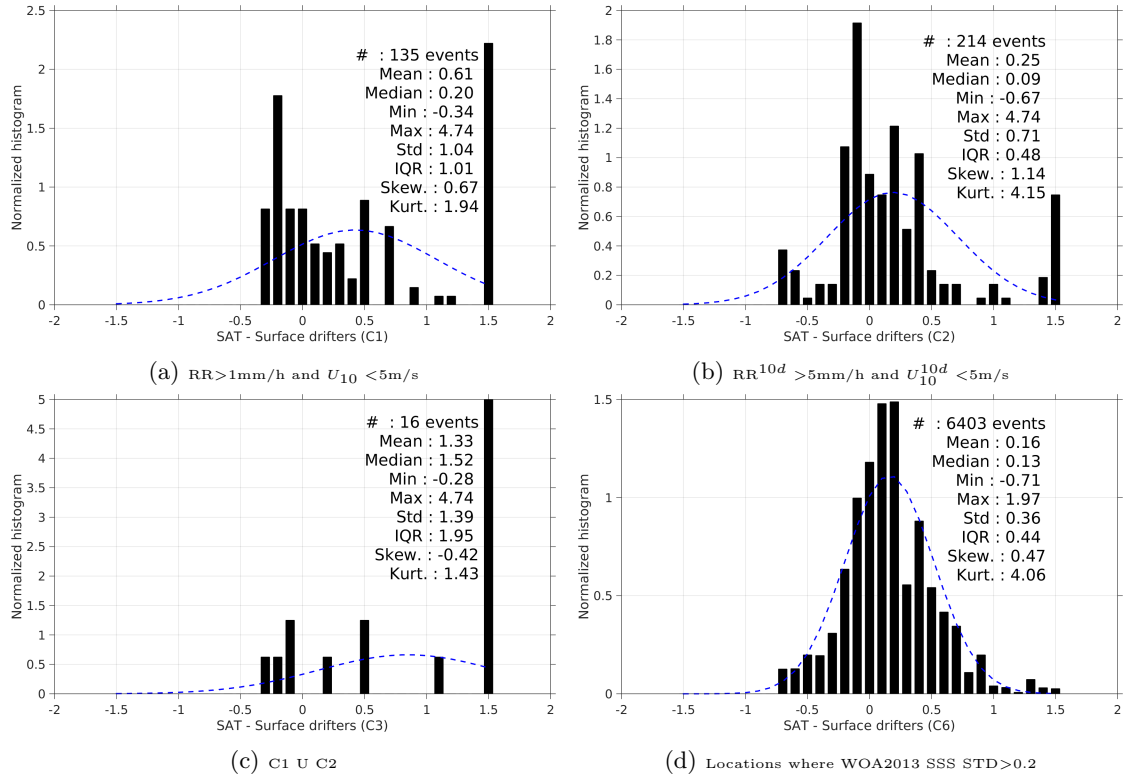 2.5
2
1.5
1
0.5
0
-2 -1.5 -1 -0.5 0 0.5 1 1.5 2
Normalized histogram
SAT - Surface drifters (C1)
# : 135 events
Mean : 0.61
Median : 0.20
Min : -0.34
Max : 4.74
Std : 1.04
IQR : 1.01
Skew. : 0.67
Kurt. : 1.94
(a) RR>1mm/h and U10 <5m/s
2
1.8
1.6
1.4
1.2
1
0.8
0.6
0.4
0.2
0
-2 -1.5 -1 -0.5 0 0.5 1 1.5 2
Normalized histogram
SAT - Surface drifters (C2)
# : 214 events
Mean : 0.25
Median : 0.09
Min : -0.67
Max : 4.74
Std : 0.71
IQR : 0.48
Skew. : 1.14
Kurt. : 4.15
(b) RR^10d >5mm/h and U10^10d <5m/s
5
4.5
4
3.5
3
2.5
2
1.5
1
0.5
0
-2 -1.5 -1 -0.5 0 0.5 1 1.5 2
Normalized histogram
SAT - Surface drifters (C3)
# : 16 events
Mean : 1.33
Median : 1.52
Min : -0.28
Max : 4.74
Std : 1.39
IQR : 1.95
Skew. : -0.42
Kurt. : 1.43
(c) C1 U C2
1.5
1
0.5
0
-2 -1.5 -1 -0.5 0 0.5 1 1.5 2
Normalized histogram
SAT - Surface drifters (C6)
# : 6403 events
Mean : 0.16
Median : 0.13
Min : -0.71
Max : 1.97
Std : 0.36
IQR : 0.44
Skew. : 0.47
Kurt. : 4.06
(d) Locations where WOA2013 SSS STD>0.2